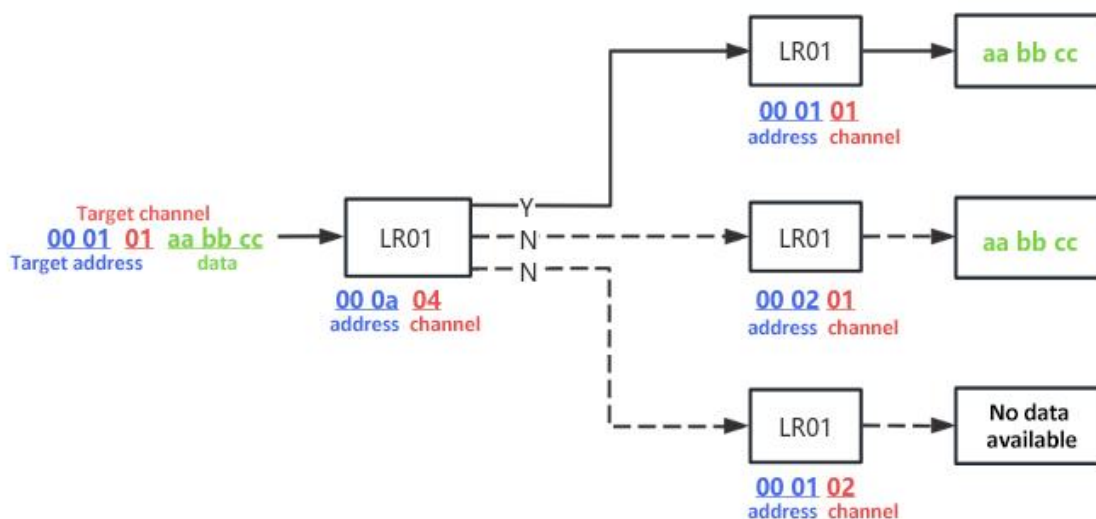 LR01
aa bb cc
00 01 01
address channel
Target channel
00 01 01 aa bb cc
Target address data
LR01
00 0a 04
address channel
Y
N
N
LR01
aa bb cc
00 02 01
address channel
LR01
No data
available
00 01 02
address channel